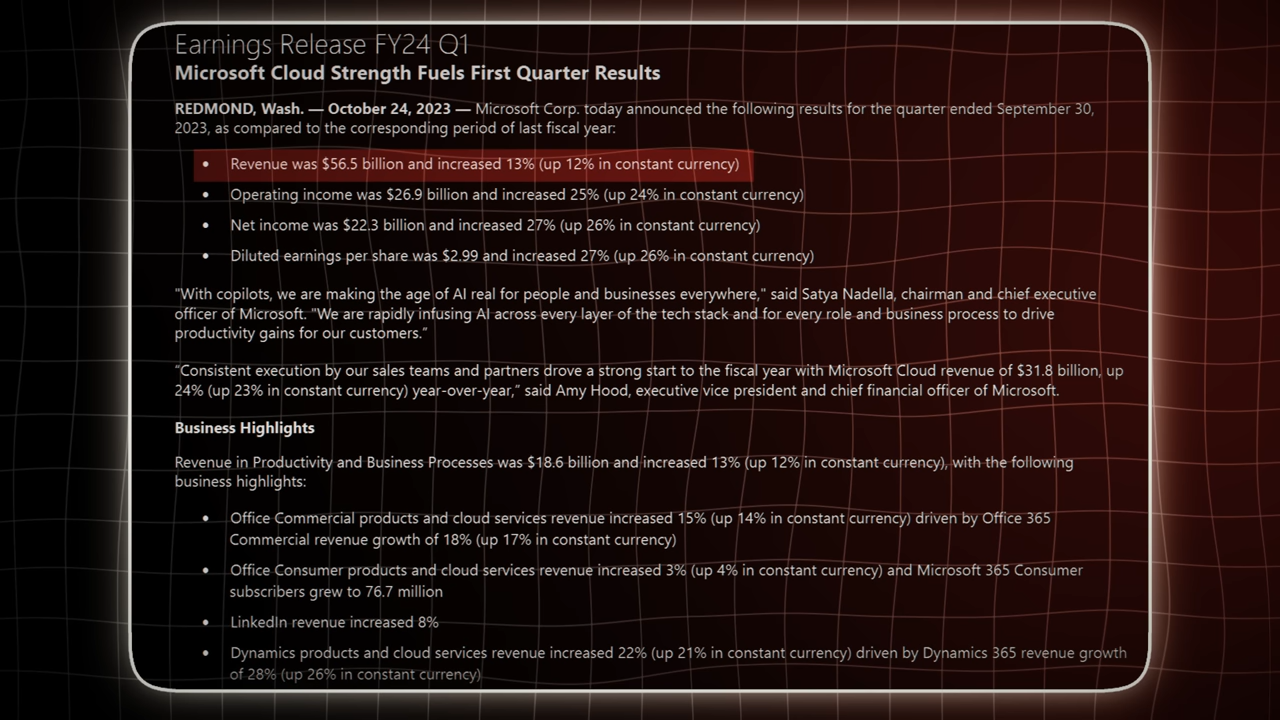 Earnings Release FY24 Q1
Microsoft Cloud Strength Fuels First Quarter Results
REDMOND, Wash. — October 24, 2023 — Microsoft Corp. today announced the following results for the quarter ended September 30,
2023, as compared to the corresponding period of last fiscal year:
• Revenue was $56.5 billion and increased 13% (up 12% in constant currency)
• Operating income was $26.9 billion and increased 25% (up 24% in constant currency)
• Net income was $22.3 billion and increased 27% (up 26% in constant currency)
• Diluted earnings per share was $2.99 and increased 27% (up 26% in constant currency)
"With copilots, we are making the age of AI real for people and businesses everywhere," said Satya Nadella, chairman and chief executive
officer of Microsoft. "We are rapidly infusing AI across every layer of the tech stack and for every role and business process to drive
productivity gains for our customers.”
“Consistent execution by our sales teams and partners drove a strong start to the fiscal year with Microsoft Cloud revenue of $31.8 billion, up
24% (up 23% in constant currency) year-over-year,” said Amy Hood, executive vice president and chief financial officer of Microsoft.
Business Highlights
Revenue in Productivity and Business Processes was $18.6 billion and increased 13% (up 12% in constant currency), with the following
business highlights:
• Office Commercial products and cloud services revenue increased 15% (up 14% in constant currency) driven by Office 365
Commercial revenue growth of 18% (up 17% in constant currency)
• Office Consumer products and cloud services revenue increased 3% (up 4% in constant currency) and Microsoft 365 Consumer
subscribers grew to 76.7 million
• LinkedIn revenue increased 8%
• Dynamics products and cloud services revenue increased 22% (up 21% in constant currency) driven by Dynamics 365 revenue growth
of 28% (up 26% in constant currency)